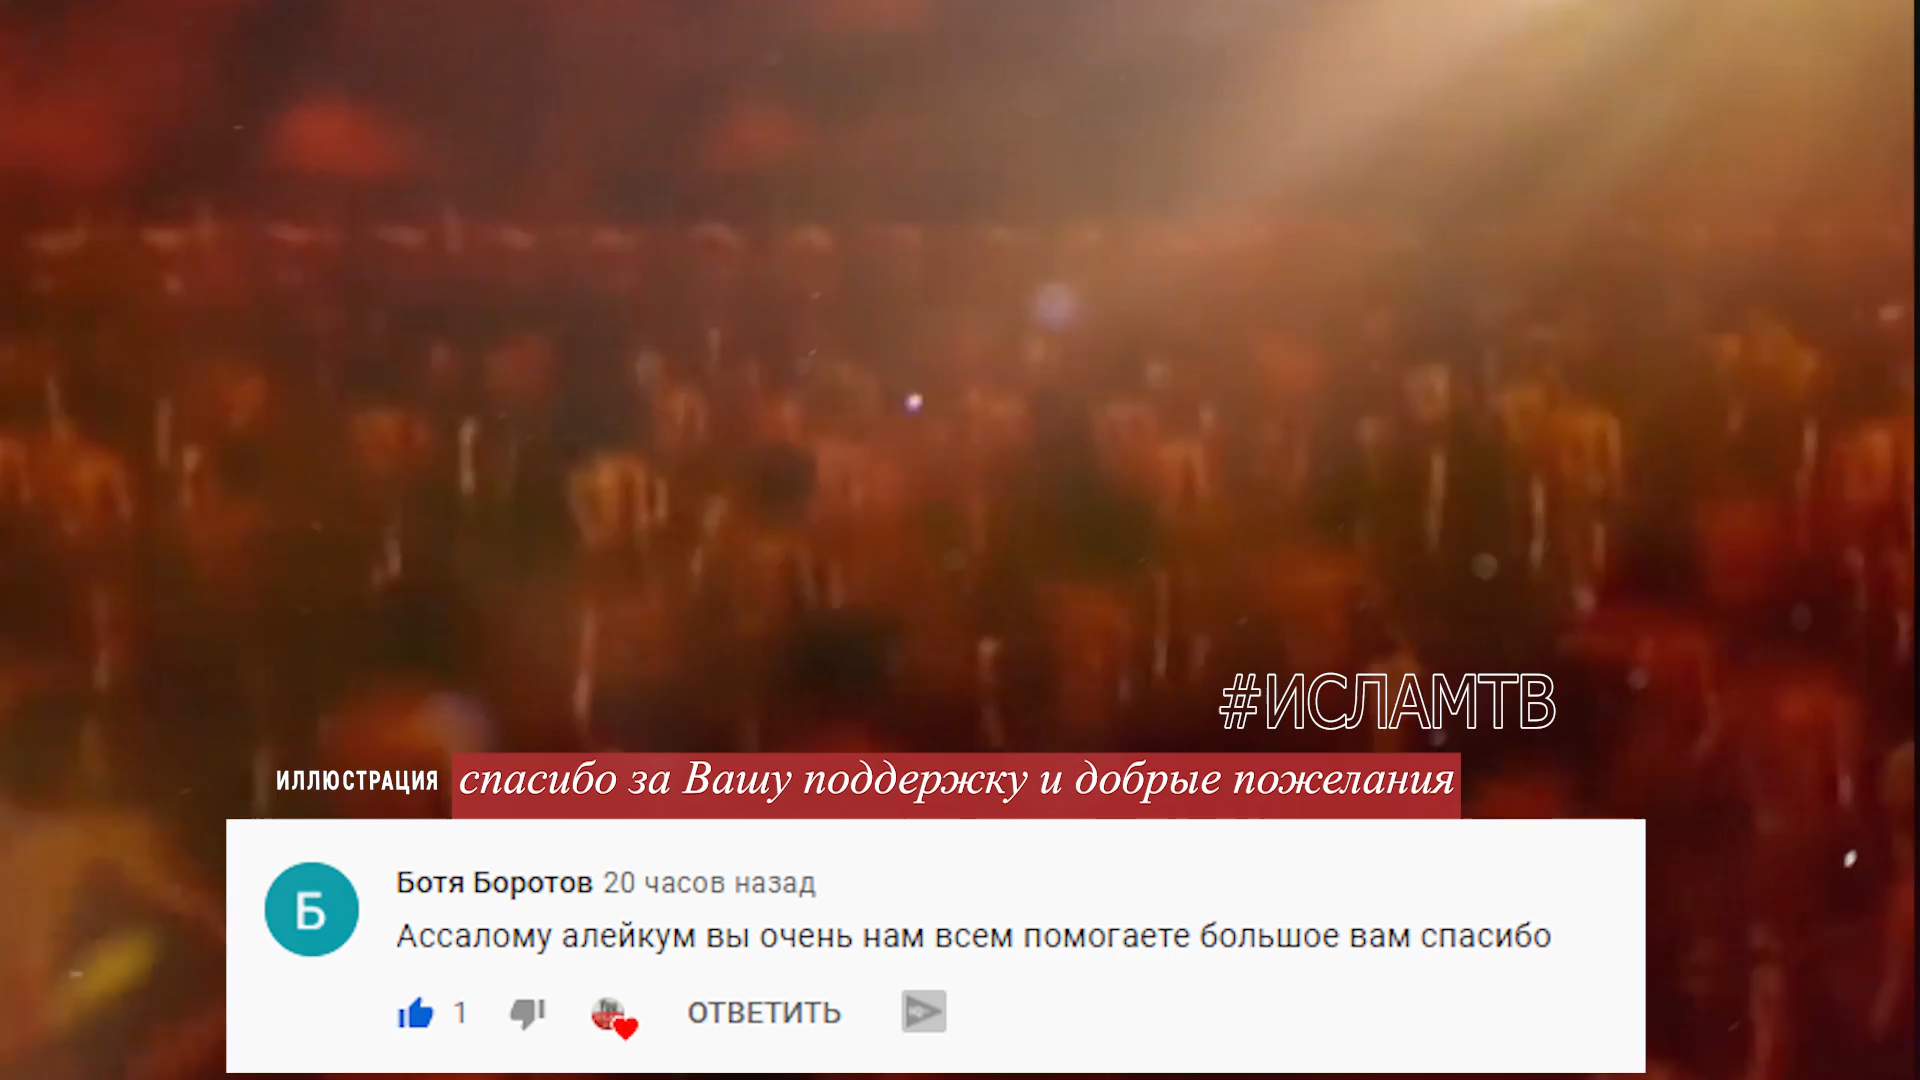 #ИСЛАМТВ
ИЛЛЮСТРАЦИЯ спасибо за Вашу поддержку и добрые пожелания
Б
Ботя Боротов 20 часов назад
Ассалому алейкум вы очень нам всем помогаете большое вам спасибо
1 ОТВЕТИТЬ